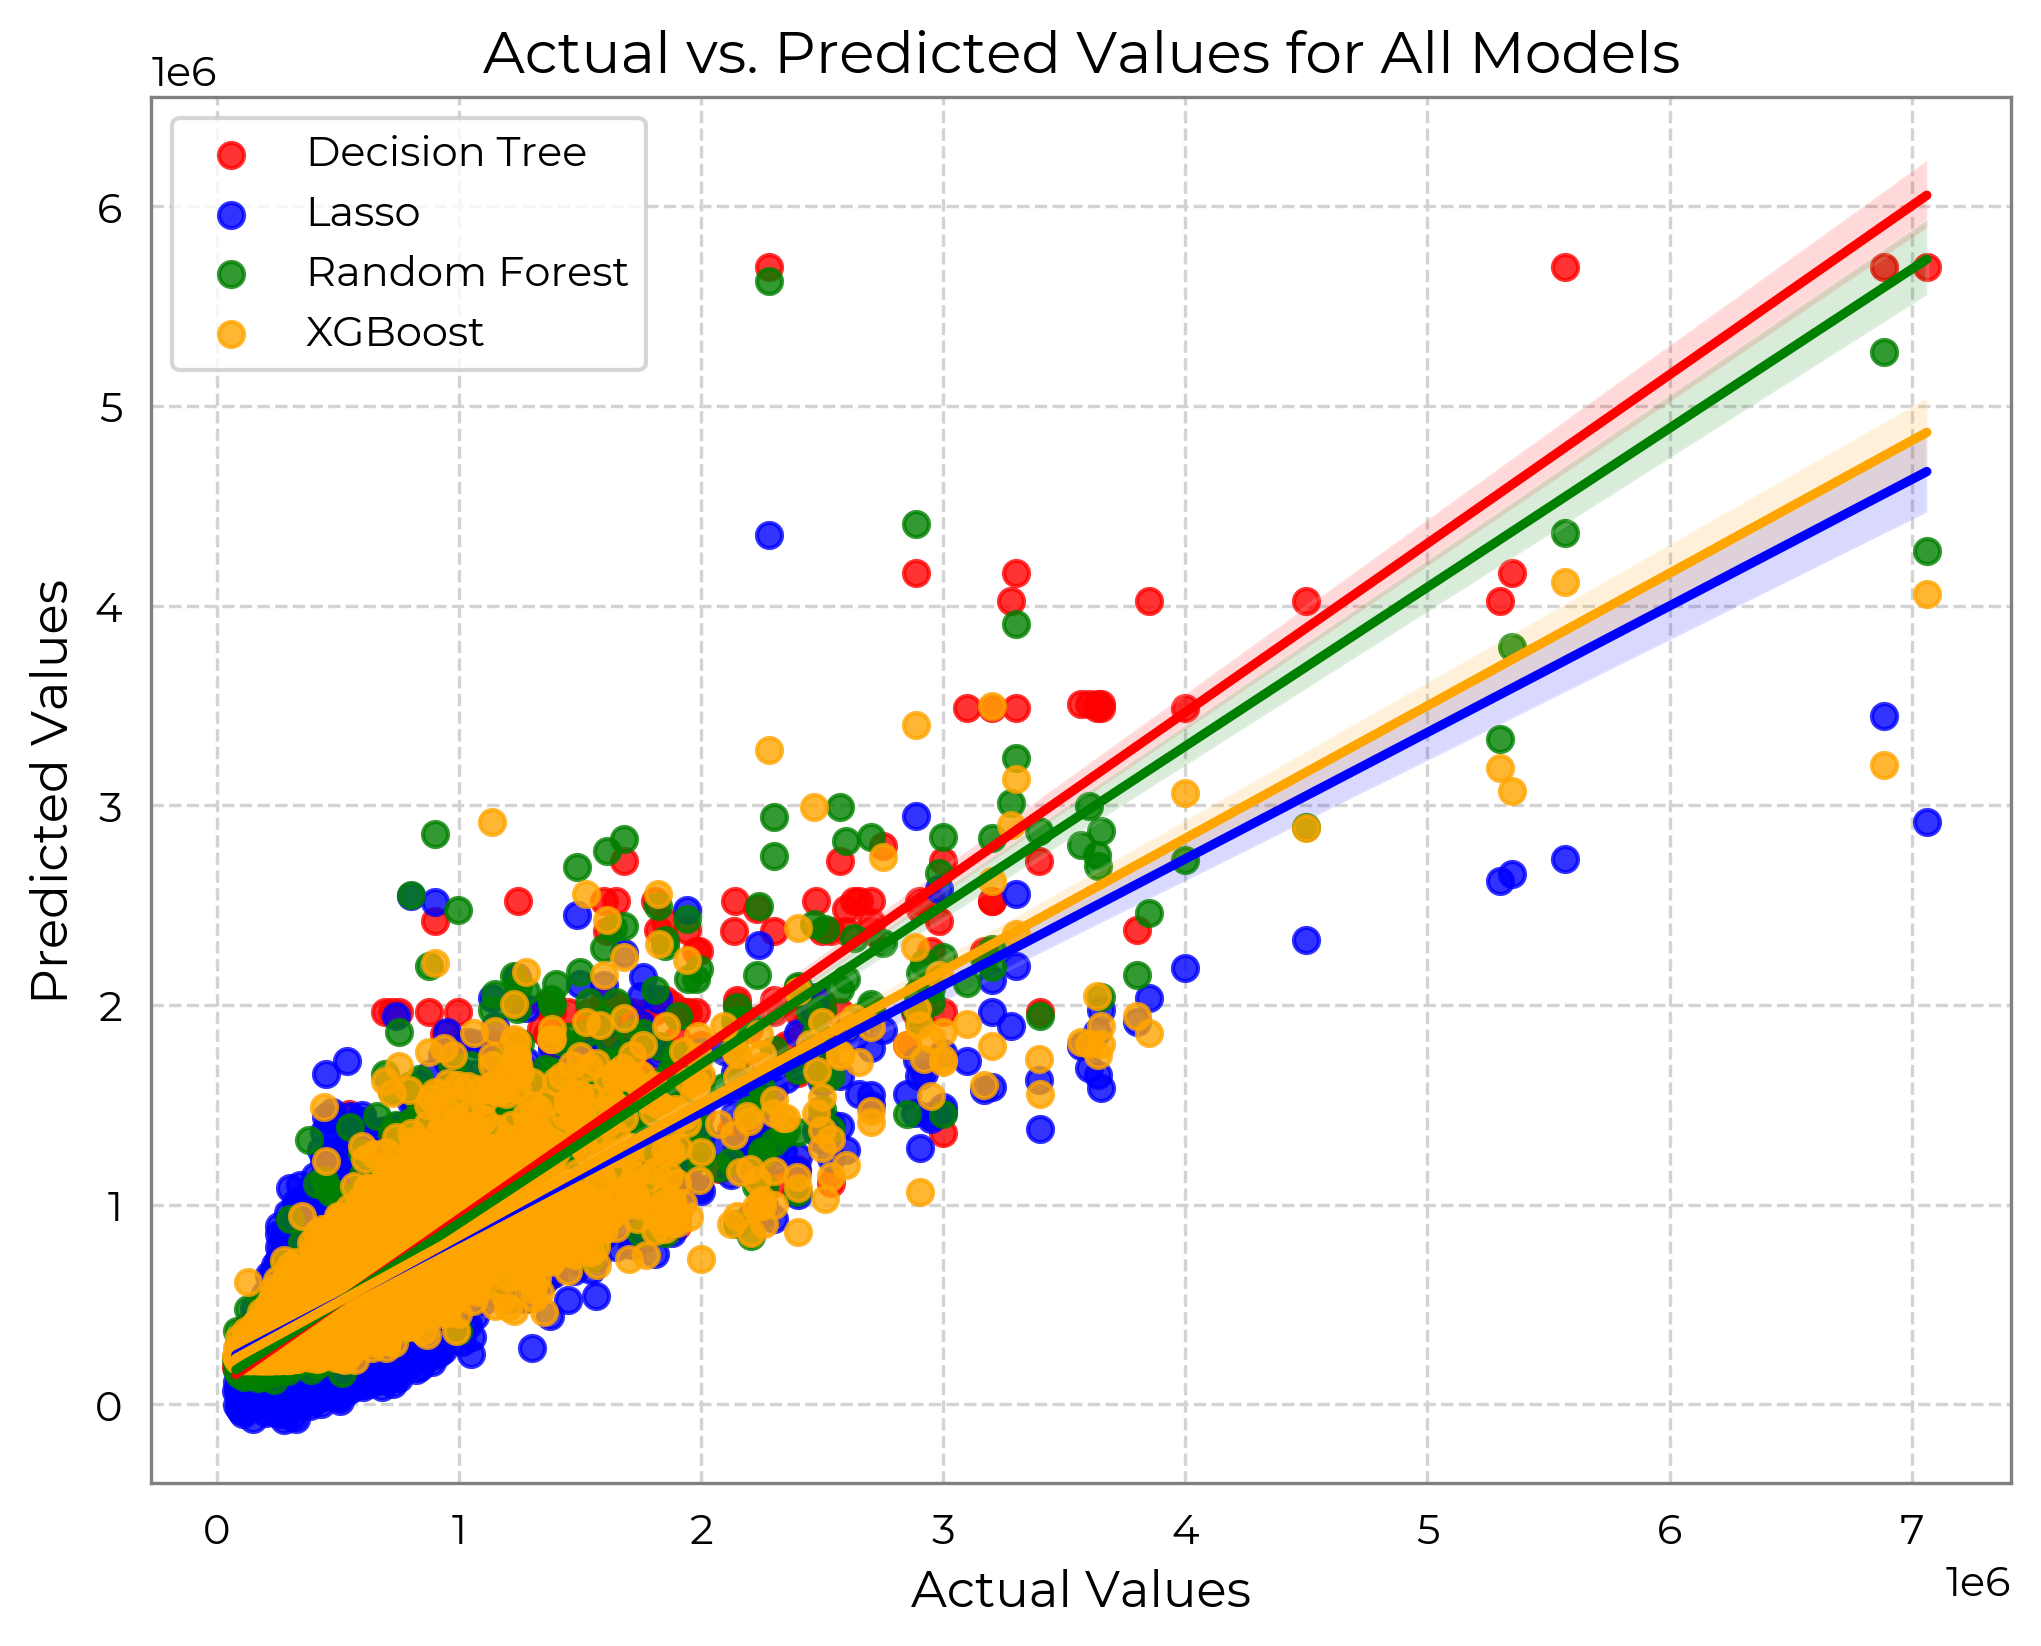 Actual vs. Predicted Values for All Models
1e6
Decision Tree
Lasso
Random Forest
XGBoost
Predicted Values
6
5
4
3
2
1
0
0 1 2 3 4 5 6 7
1e6
Actual Values